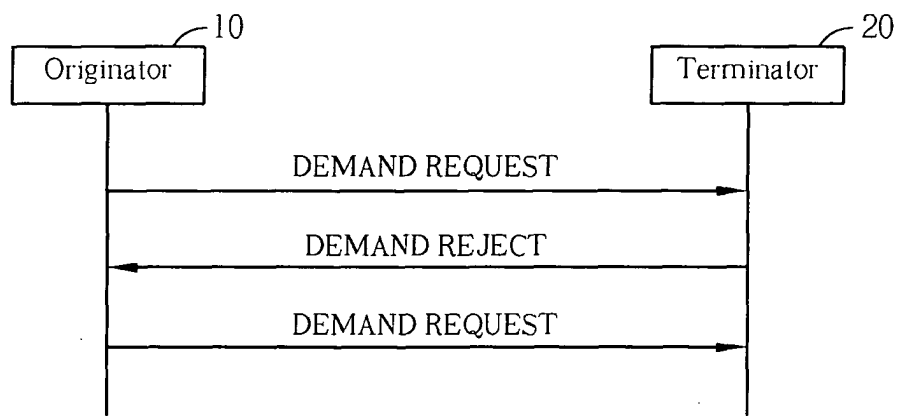 10
20
Originator
Terminator
DEMAND REQUEST
DEMAND REJECT
DEMAND REQUEST